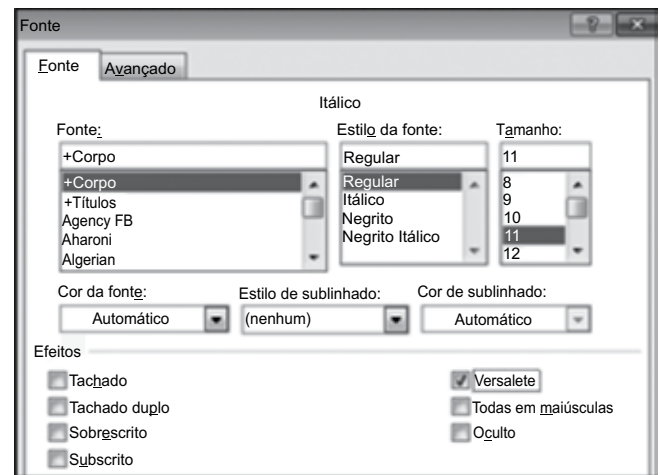 Fonte
Fonte Avançado
Itálico
Fonte: Estilo da fonte: Tamanho:
+Corpo Regular 11
+Corpo Regular 8
+Títulos Itálico 9
Agency FB Negrito 10
Aharoni Negrito Itálico 11
Algerian 12
Cor da fonte: Estilo de sublinhado: Cor de sublinhado:
Automático (nenhum) Automático
Efeitos
Tachado Versalete
Tachado duplo Todas em maiúsculas
Sobrescrito Oculto
Subscrito